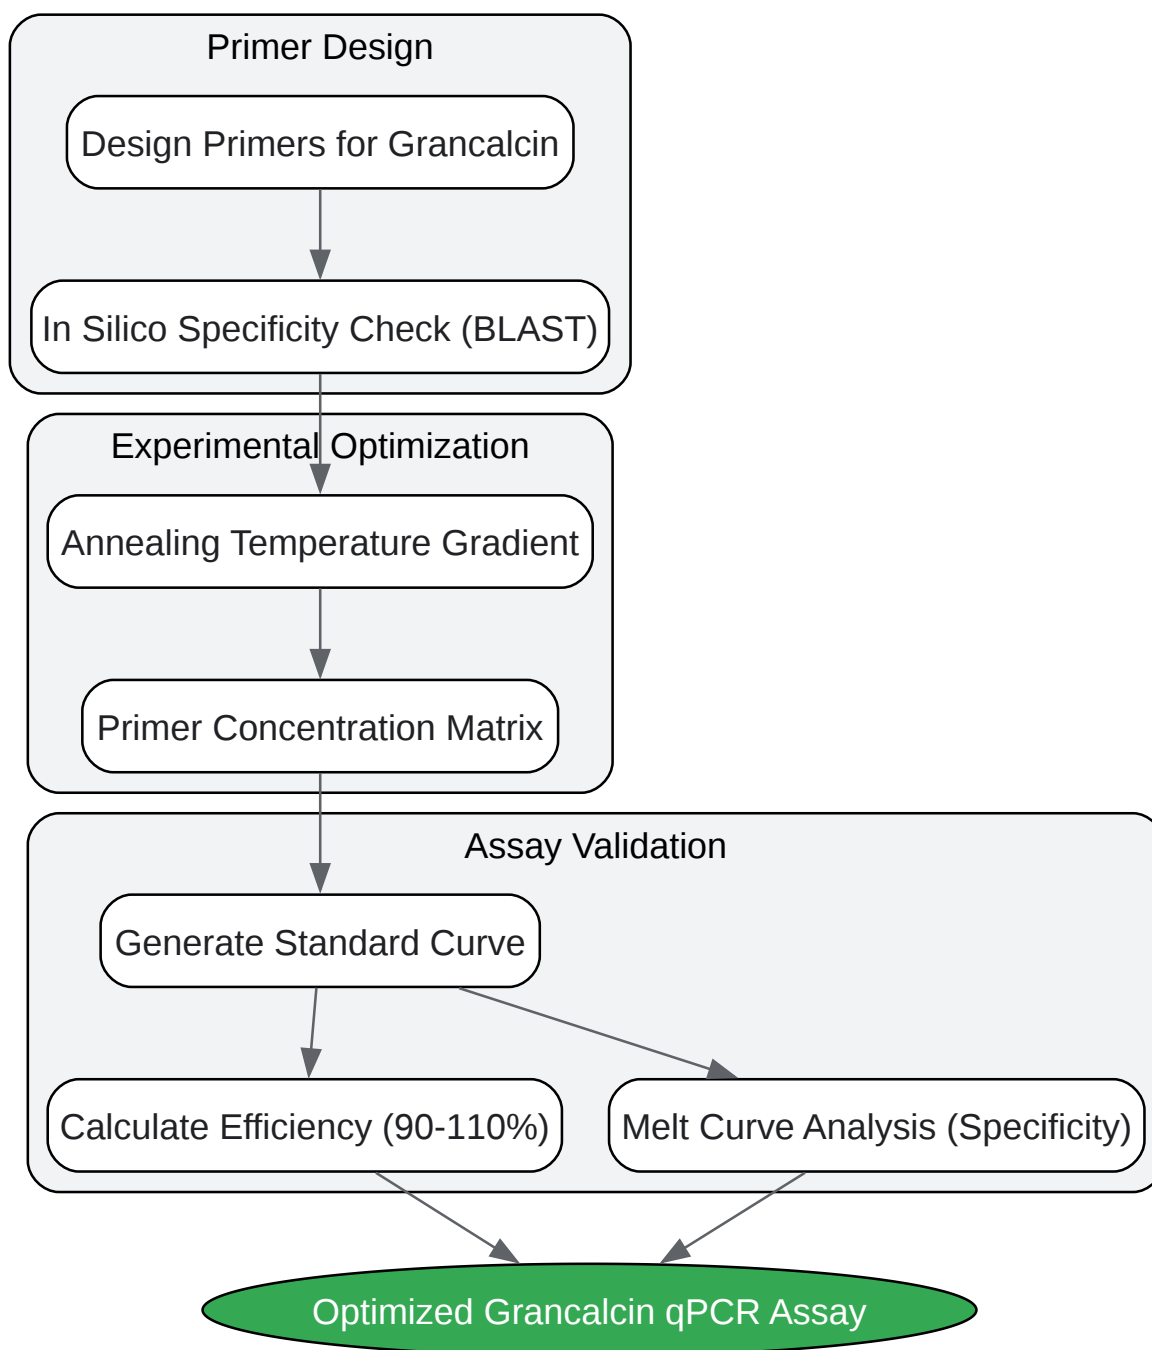 Primer Design
Design Primers for Grancalcin
In Silico Specificity Check (BLAST)
Experimental Optimization
Annealing Temperature Gradient
Primer Concentration Matrix
Assay Validation
Generate Standard Curve
Calculate Efficiency (90-110%)
Melt Curve Analysis (Specificity)
Optimized Grancalcin qPCR Assay